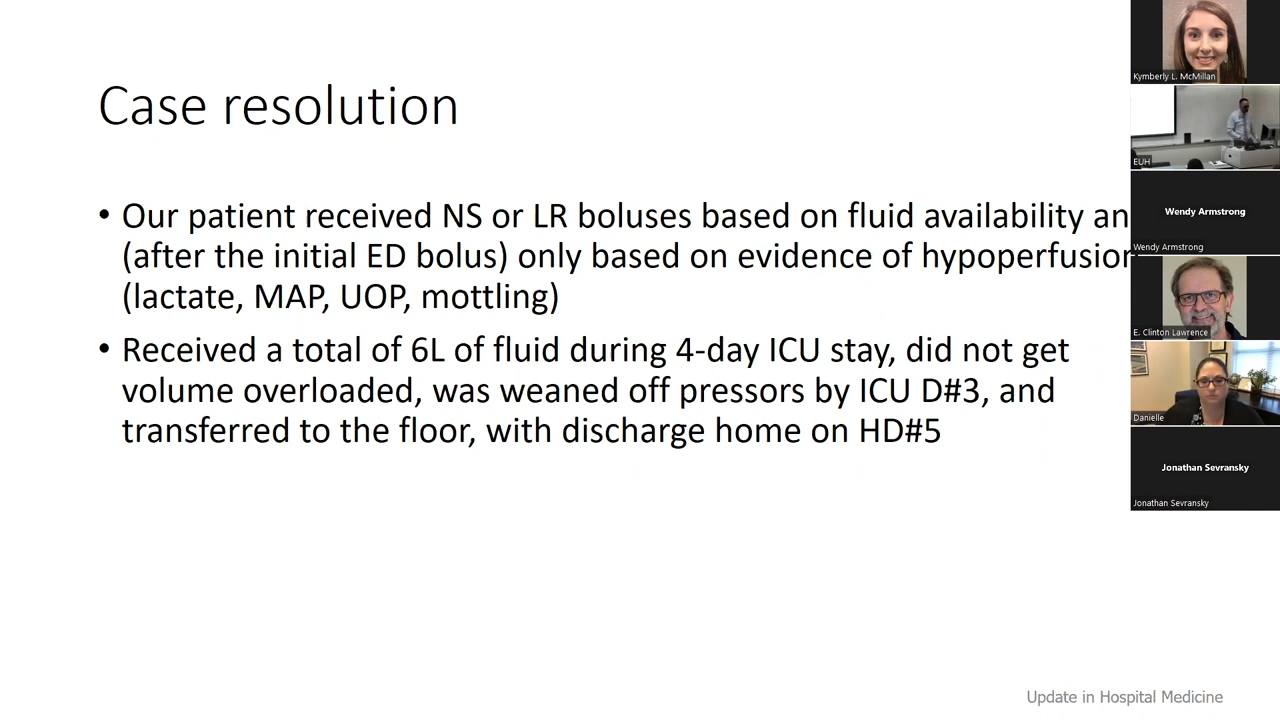 Case resolution
• Our patient received NS or LR boluses based on fluid availability an
(after the initial ED bolus) only based on evidence of hypoperfusion
(lactate, MAP, UOP, mottling)
• Received a total of 6L of fluid during 4-day ICU stay, did not get
volume overloaded, was weaned off pressors by ICU D#3, and
transferred to the floor, with discharge home on HD#5
Update in Hospital Medicine
Kymberly L. McMillan
EUH
Wendy Armstrong
Wendy Armstrong
E. Clinton Lawrence
Danielle
Jonathan Sevransky
Jonathan Sevransky